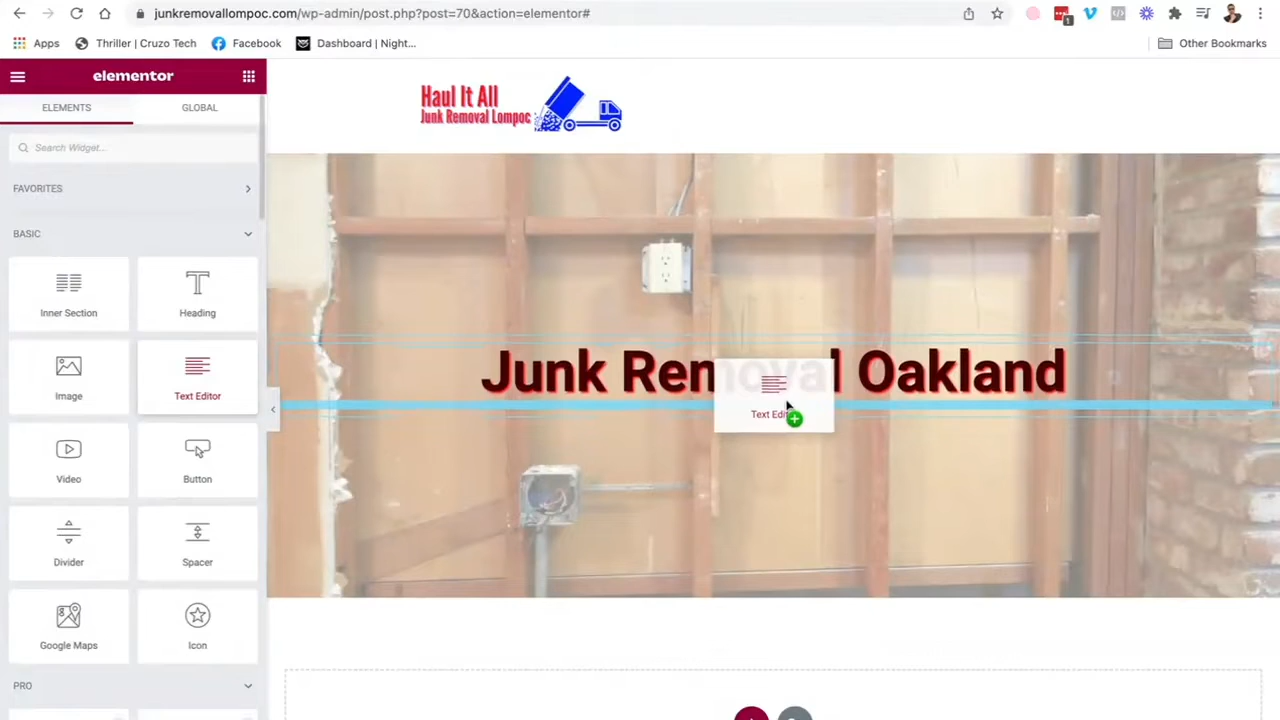 junkremovallompoc.com/wp-admin/post.php?post=70&action=elementor#
1
Apps
Thriller | Cruzo Tech
Facebook
Dashboard | Night...
Other Bookmarks
elementor
ELEMENTS
GLOBAL
Search Widget...
FAVORITES
BASIC
Inner Section
Heading
Image
Text Editor
Video
Button
Divider
Spacer
Google Maps
Icon
PRO
Haul It All
Junk Removal Lompoc
Junk Removal Oakland
Text Edi